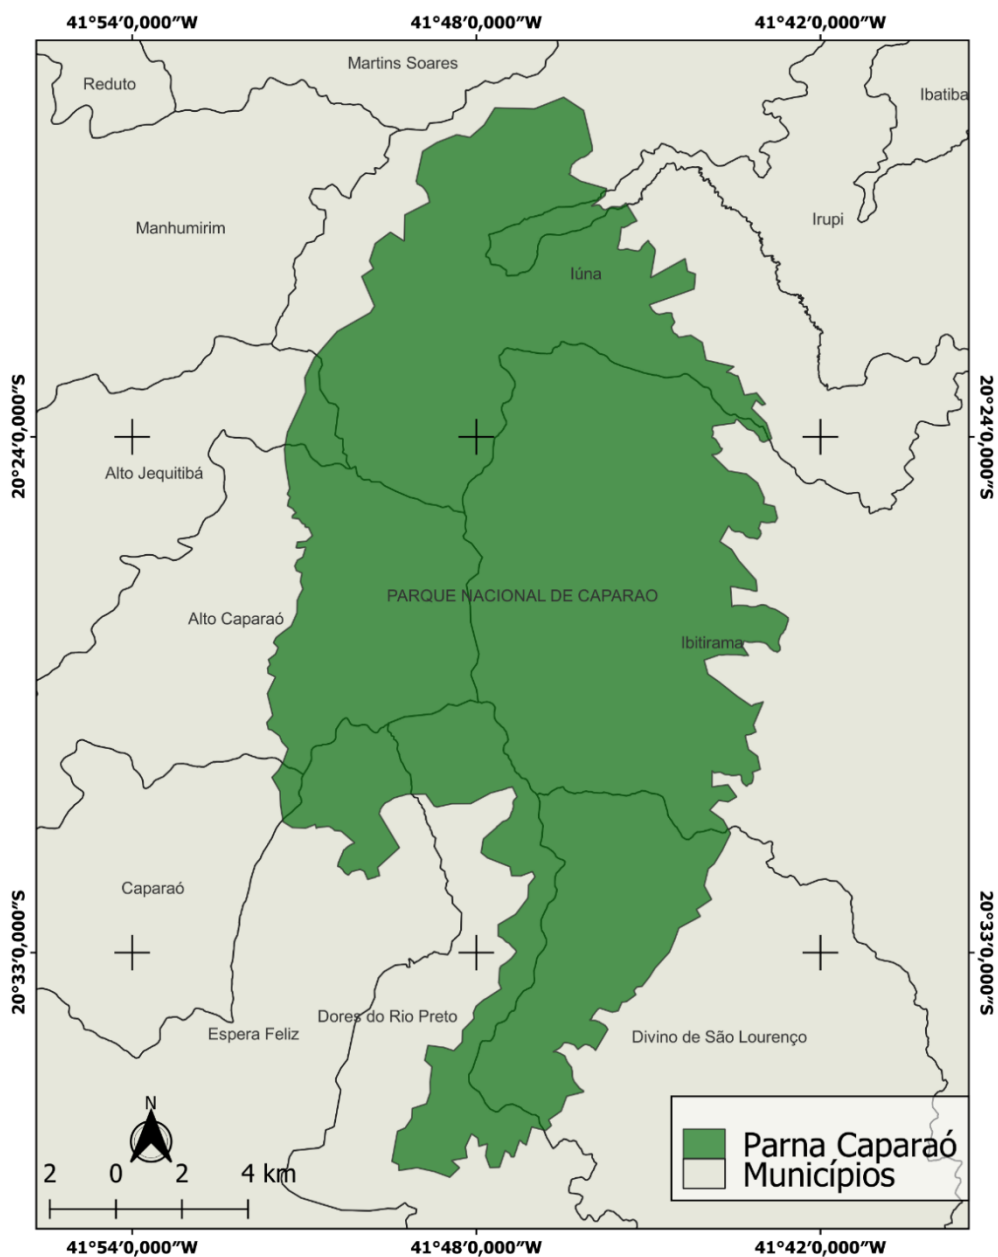 41°54′0,000″W
41°48′0,000″W
41°42′0,000″W
Martins Soares
Reduto
Ibatiba
Manhumirim
Irupi
Iúna
20°24′0,000″S
20°24′0,000″S
Alto Jequitibá
PARQUE NACIONAL DE CAPARAO
Alto Caparaó
Ibitirama
Caparaó
20°33′0,000″S
20°33′0,000″S
Dores do Rio Preto
Espera Feliz
Divino de São Lourenço
N
Parna Caparaó
Municípios
2 0 2 4 km
41°54′0,000″W
41°48′0,000″W
41°42′0,000″W